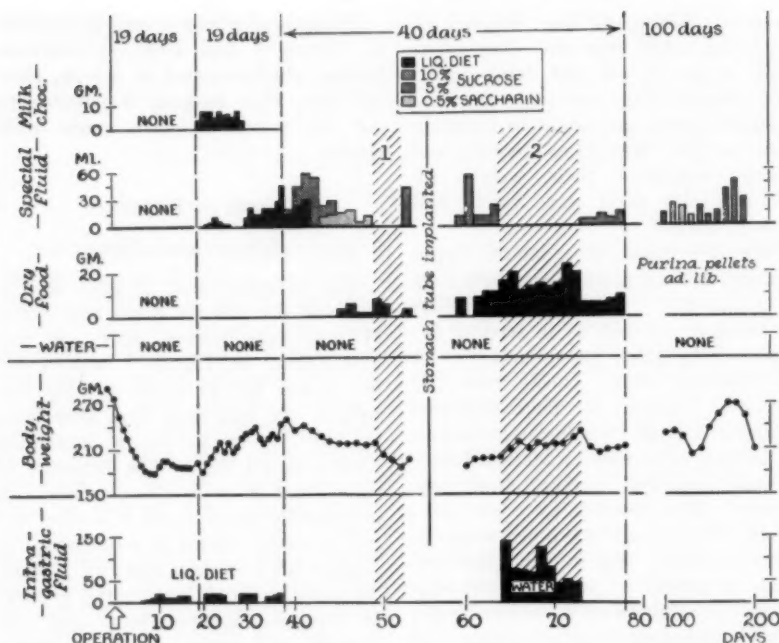 19 days 19 days 40 days 100 days
LIQ. DIET
10% SUCROSE
5%
0·5% SACCHARIN
Milk choc.
GM.
10
0
NONE
Special Fluid
ML.
60
30
0
NONE
1
2
Dry food
GM.
20
0
NONE
Stomach tube implanted
Purina pellets
ad. lib.
WATER
NONE NONE NONE NONE NONE
Body weight
GM.
270
210
150
Intra-
gastric
fluid
150
50
0
LIQ. DIET
WATER
10 20 30 40 50 60 70 80 100 200
OPERATION DAYS